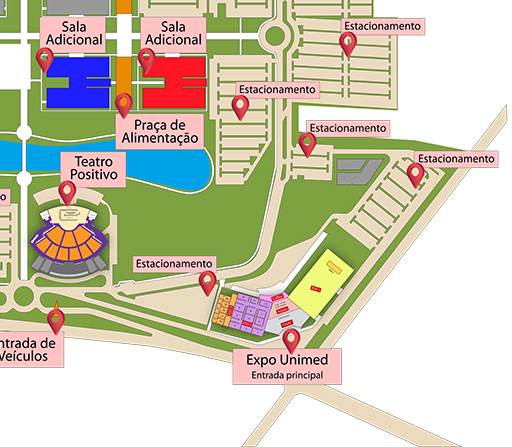 Sala
Adicional
Sala
Adicional
Estacionamento
Estacionamento
Praça de
Alimentação
Estacionamento
Teatro
Positivo
Estacionamento
o
Estacionamento
ntrada de
Veículos
Expo Unimed
Entrada principal